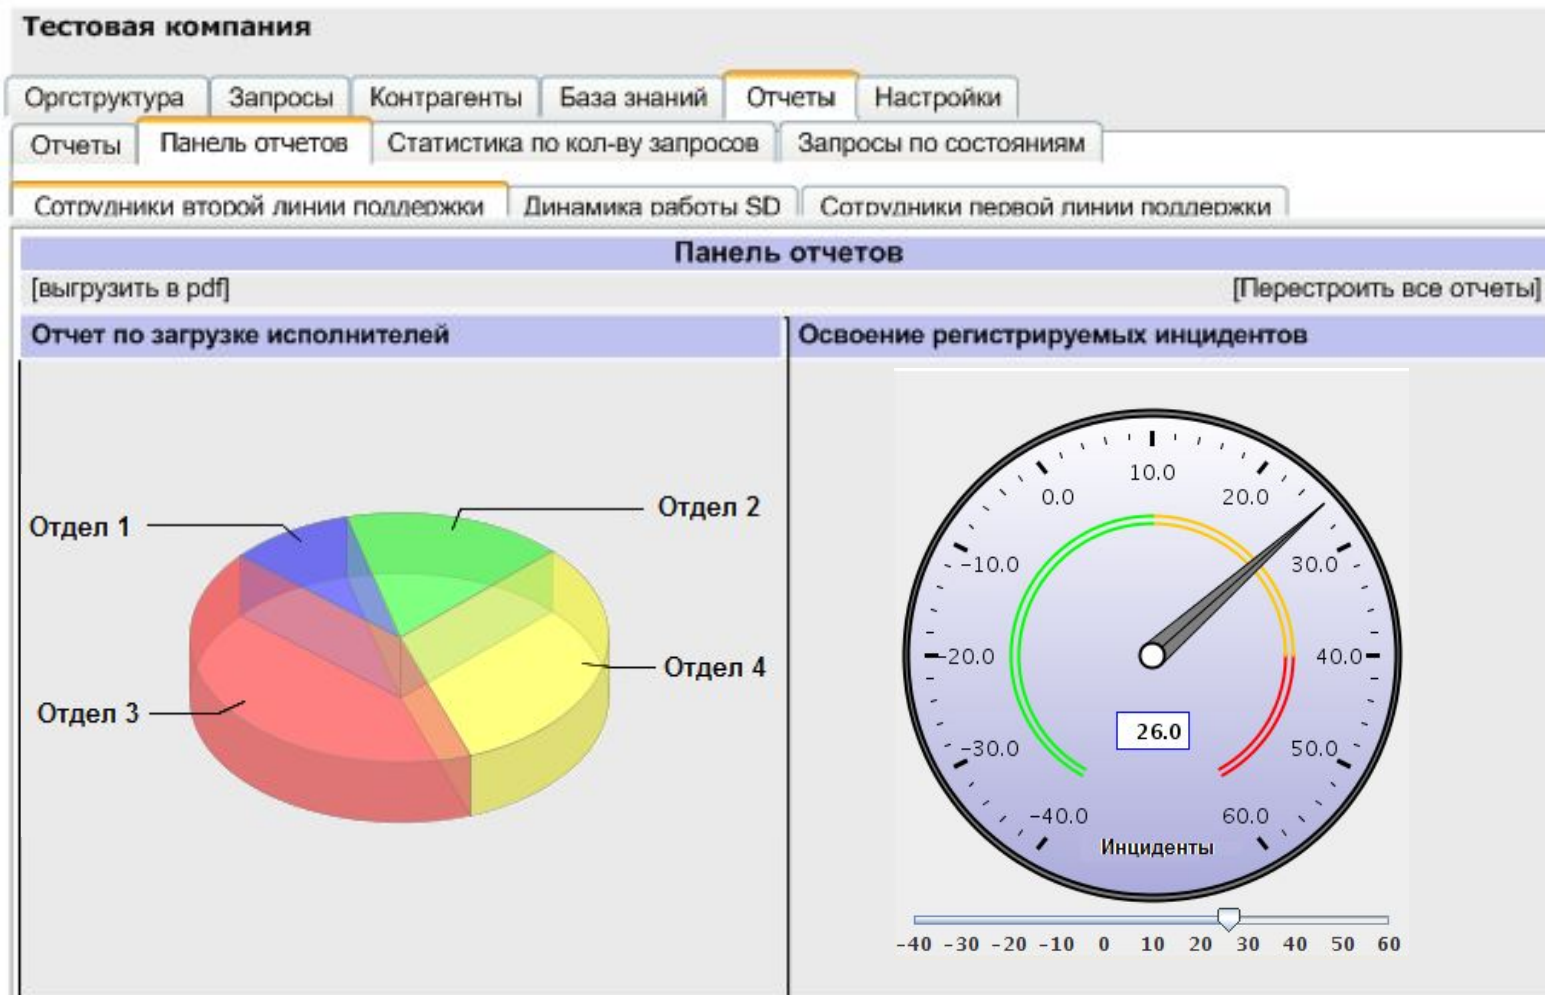 Тестовая компания
Оргструктура Запросы Контрагенты База знаний Отчеты Настройки
Отчеты Панель отчетов Статистика по кол-ву запросов Запросы по состояниям
Сотрудники второй линии поддержки Динамика работы SD Сотрудники первой линии поддержки
Панель отчетов
[выгрузить в pdf] [Перестроить все отчеты]
Отчет по загрузке исполнителей
Отдел 1
Отдел 2
Отдел 4
Отдел 3
Освоение регистрируемых инцидентов
10.0
0.0 20.0
-10.0 30.0
-20.0 40.0
26.0
-30.0 50.0
-40.0 60.0
Инциденты
-40 -30 -20 -10 0 10 20 30 40 50 60